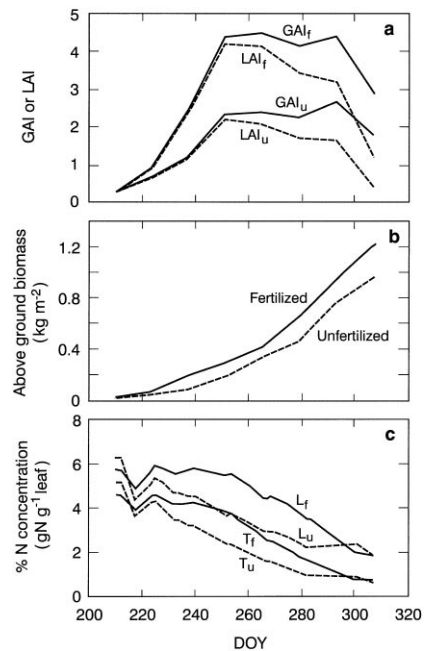 a
GAI or LAI
5
4
3
2
1
0
GAIf
LAIf
GAIu
LAIu
b
Above ground biomass
(kg m-2)
1.2
0.8
0.4
0
Fertilized
Unfertilized
c
% N concentration
(gN g-1 leaf)
8
6
4
2
0
Lf
Lu
Tf
Tu
200 220 240 260 280 300 320
DOY